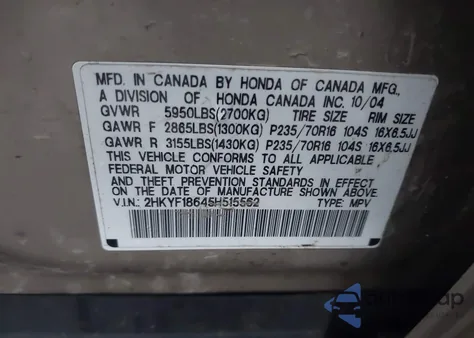 MFD. IN CANADA BY HONDA OF CANADA MFG.,
A DIVISION OF HONDA CANADA INC. 10/04
GVWR 5950LBS(2700KG) TIRE SIZE RIM SIZE
GAWR F 2865LBS(1300KG) P235/70R16 104S 16X6.5JJ
GAWR R 3155LBS(1430KG) P235/70R16 104S 16X6.5JJ
THIS VEHICLE CONFORMS TO ALL APPLICABLE
FEDERAL MOTOR VEHICLE SAFETY, BUMPER
AND THEFT PREVENTION STANDARDS IN EFFECT
ON THE DATE OF MANUFACTURE SHOWN ABOVE.
V.I.N.: 2HKYF18645H515562 TYPE: MPV